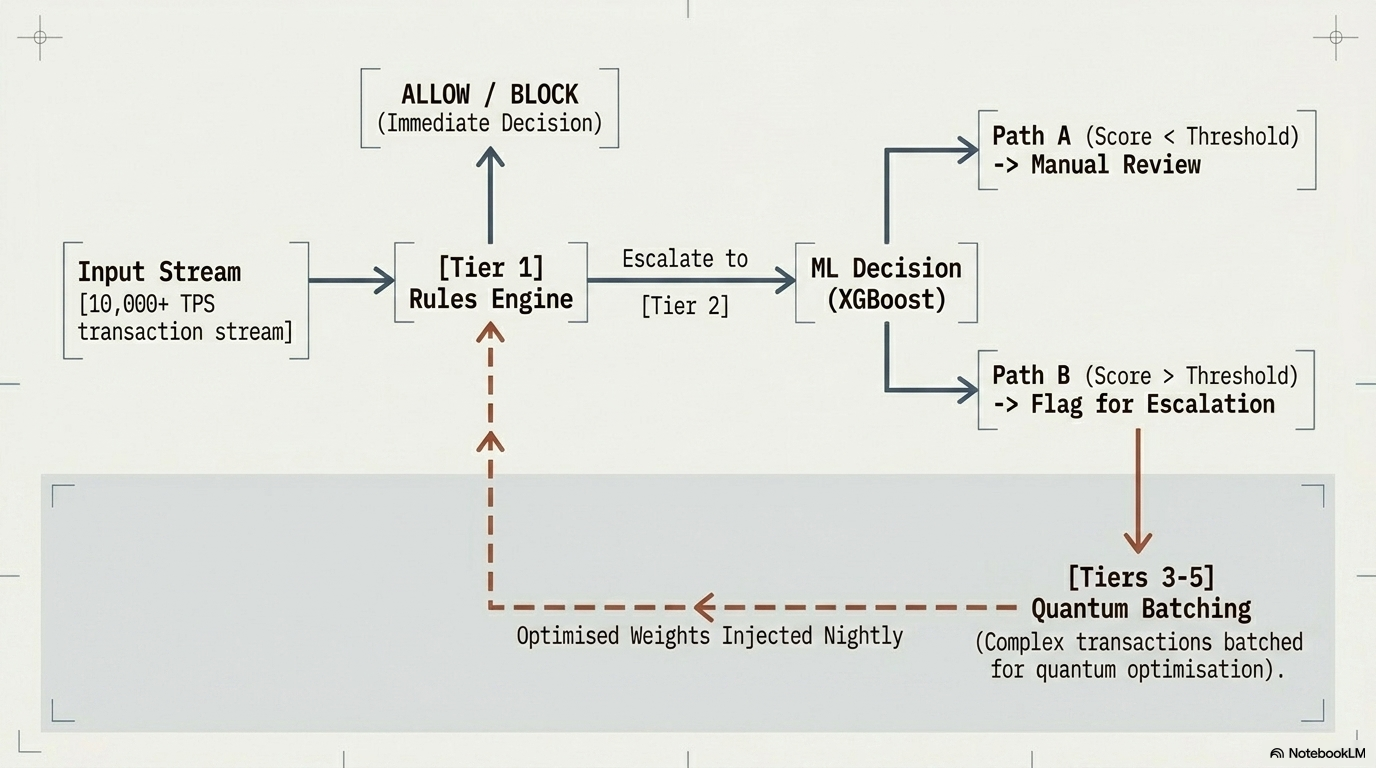 ALLOW / BLOCK
(Immediate Decision)
Path A (Score < Threshold)
-> Manual Review
Input Stream
[10,000+ TPS
transaction stream]
[Tier 1]
Rules Engine
Escalate to
[Tier 2]
ML Decision
(XGBoost)
Path B (Score > Threshold)
-> Flag for Escalation
[Tiers 3-5]
Quantum Batching
(Complex transactions batched
for quantum optimisation).
Optimised Weights Injected Nightly
NotebookLM